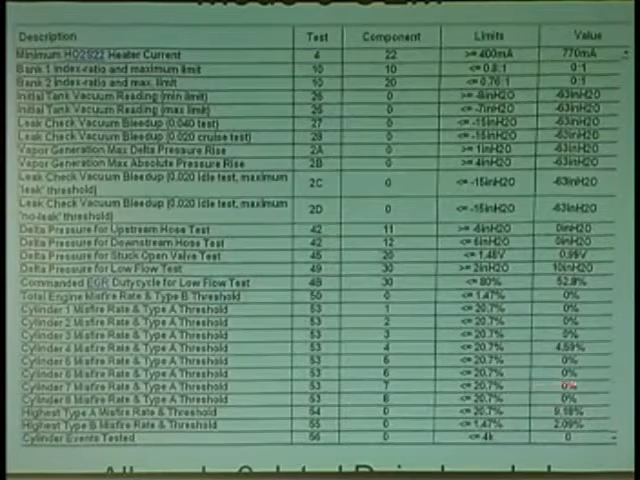 Description Test Component Limits Value
Minimum HO2S22 Heater Current 4 22 >= 400mA 770mA
Bank 1 index-ratio and maximum limit 10 10 <= 0.8:1 0:1
Bank 2 index-ratio and max. limit 10 20 <= 0.76:1 0:1
Initial Tank Vacuum Reading (min limit) 26 0 -63inH2O
Initial Tank Vacuum Reading (max limit) 26 0 -63inH2O
Leak Check Vacuum Bleedup (0.040 test) 27 0 <= -15inH2O -63inH2O
Leak Check Vacuum Bleedup (0.020 cruise test) 28 0 <= -15inH2O -63inH2O
Vapor Generation Max Delta Pressure Rise 2A 0 >= 1inH2O -63inH2O
Vapor Generation Max Absolute Pressure Rise 2B 0 >= 4inH2O -63inH2O
Leak Check Vacuum Bleedup (0.020 Idle test, maximum
'leak' threshold) 2C 0 <= -15inH2O -63inH2O
Leak Check Vacuum Bleedup (0.020 Idle test, maximum
'no-leak' threshold) 2D 0 <= -15inH2O -63inH2O
Delta Pressure for Upstream Hose Test 42 11 >= -6inH2O 0inH2O
Delta Pressure for Downstream Hose Test 42 12 <= 6inH2O 0inH2O
Delta Pressure for Stuck Open Valve Test 45 20 <= 1.48V 0.99V
Delta Pressure for Low Flow Test 49 30 >= 2inH2O 10inH2O
Commanded EGR Dutycycle for Low Flow Test 4B 30 <= 80% 52.8%
Total Engine Misfire Rate & Type B Threshold 50 0 <= 1.47% 0%
Cylinder 1 Misfire Rate & Type A Threshold 53 1 <= 20.7% 0%
Cylinder 2 Misfire Rate & Type A Threshold 53 2 <= 20.7% 0%
Cylinder 3 Misfire Rate & Type A Threshold 53 3 <= 20.7% 0%
Cylinder 4 Misfire Rate & Type A Threshold 53 4 <= 20.7% 4.59%
Cylinder 5 Misfire Rate & Type A Threshold 53 5 <= 20.7% 0%
Cylinder 6 Misfire Rate & Type A Threshold 53 6 <= 20.7% 0%
Cylinder 7 Misfire Rate & Type A Threshold 53 7 <= 20.7% 0%
Cylinder 8 Misfire Rate & Type A Threshold 53 8 <= 20.7% 0%
Highest Type A Misfire Rate & Threshold 54 0 <= 20.7% 9.18%
Highest Type B Misfire Rate & Threshold 55 0 <= 1.47% 2.09%
Cylinder Events Tested 56 0 <= 4k 0